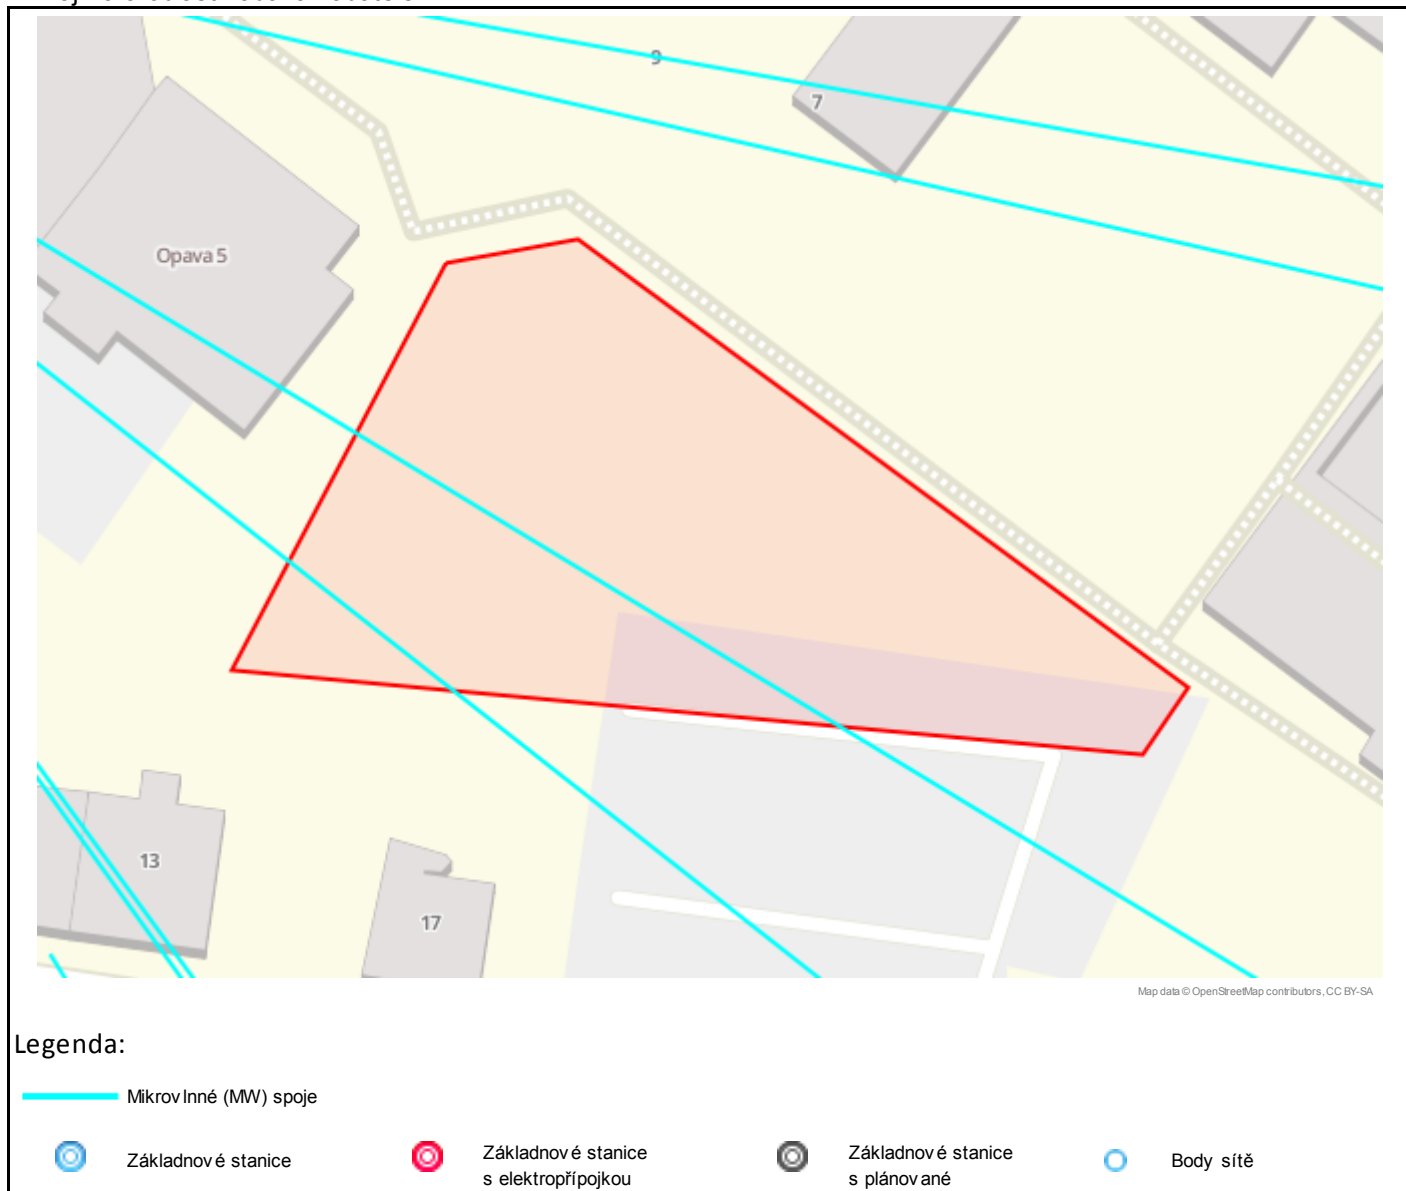 9
7
Opava 5
13
17
Map data © OpenStreetMap contributors, CC BY-SA
Legenda:
Mikrovlnné (MW) spoje
Základnové stanice
Základnové stanice
s elektropřípojkou
Základnové stanice
s plánované
Body sítě